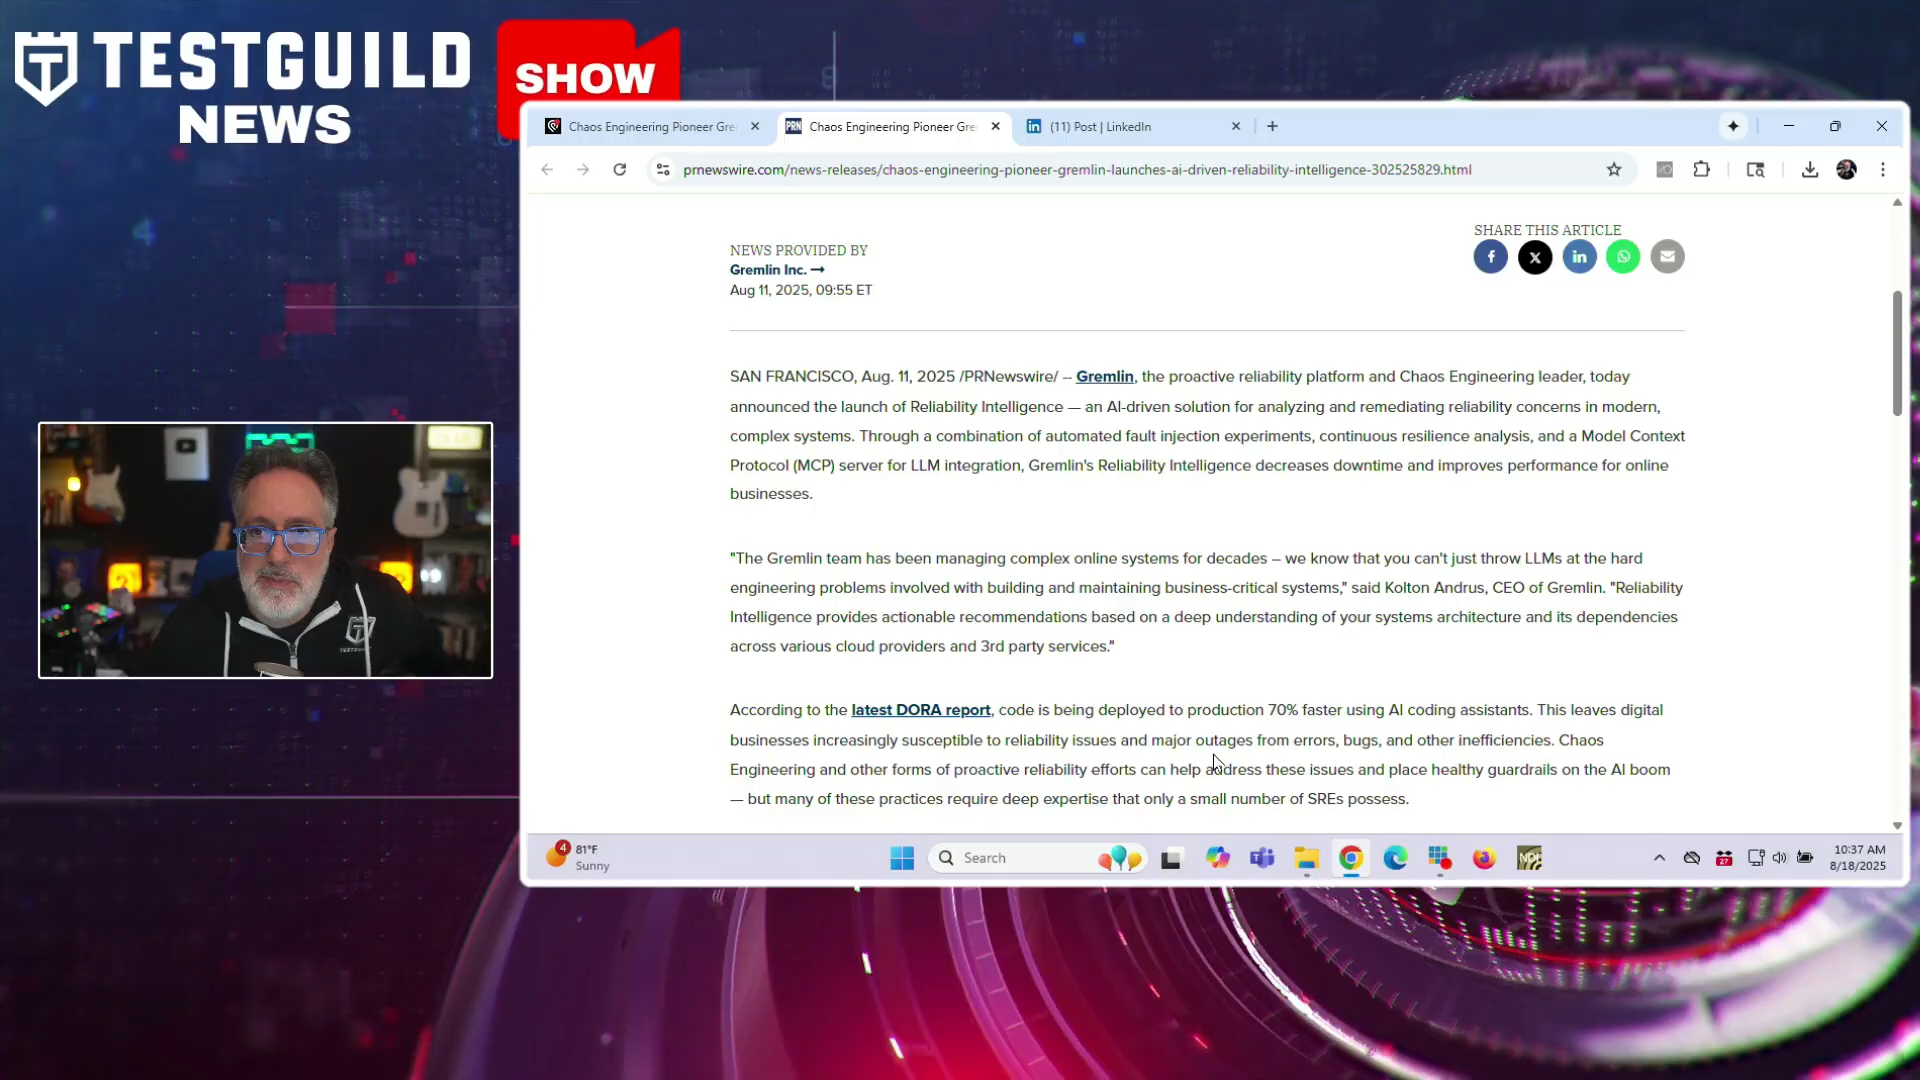 TESTGUILD
NEWS
SHOW
Chaos Engineering Pioneer Gre
PRN
Chaos Engineering Pioneer Gre
(11) Post | LinkedIn
prnewswire.com/news-releases/chaos-engineering-pioneer-gremlin-launches-ai-driven-reliability-intelligence-302525829.html
SHARE THIS ARTICLE
NEWS PROVIDED BY
Gremlin Inc.
Aug 11, 2025, 09:55 ET
SAN FRANCISCO, Aug. 11, 2025 /PRNewswire/ -- Gremlin, the proactive reliability platform and Chaos Engineering leader, today
announced the launch of Reliability Intelligence — an AI-driven solution for analyzing and remediating reliability concerns in modern,
complex systems. Through a combination of automated fault injection experiments, continuous resilience analysis, and a Model Context
Protocol (MCP) server for LLM integration, Gremlin's Reliability Intelligence decreases downtime and improves performance for online
businesses.
"The Gremlin team has been managing complex online systems for decades – we know that you can't just throw LLMs at the hard
engineering problems involved with building and maintaining business-critical systems," said Kolton Andrus, CEO of Gremlin. "Reliability
Intelligence provides actionable recommendations based on a deep understanding of your systems architecture and its dependencies
across various cloud providers and 3rd party services."
According to the latest DORA report, code is being deployed to production 70% faster using AI coding assistants. This leaves digital
businesses increasingly susceptible to reliability issues and major outages from errors, bugs, and other inefficiencies. Chaos
Engineering and other forms of proactive reliability efforts can help address these issues and place healthy guardrails on the AI boom
— but many of these practices require deep expertise that only a small number of SREs possess.
4
81°F
Sunny
Search
NDI
27
10:37 AM
8/18/2025